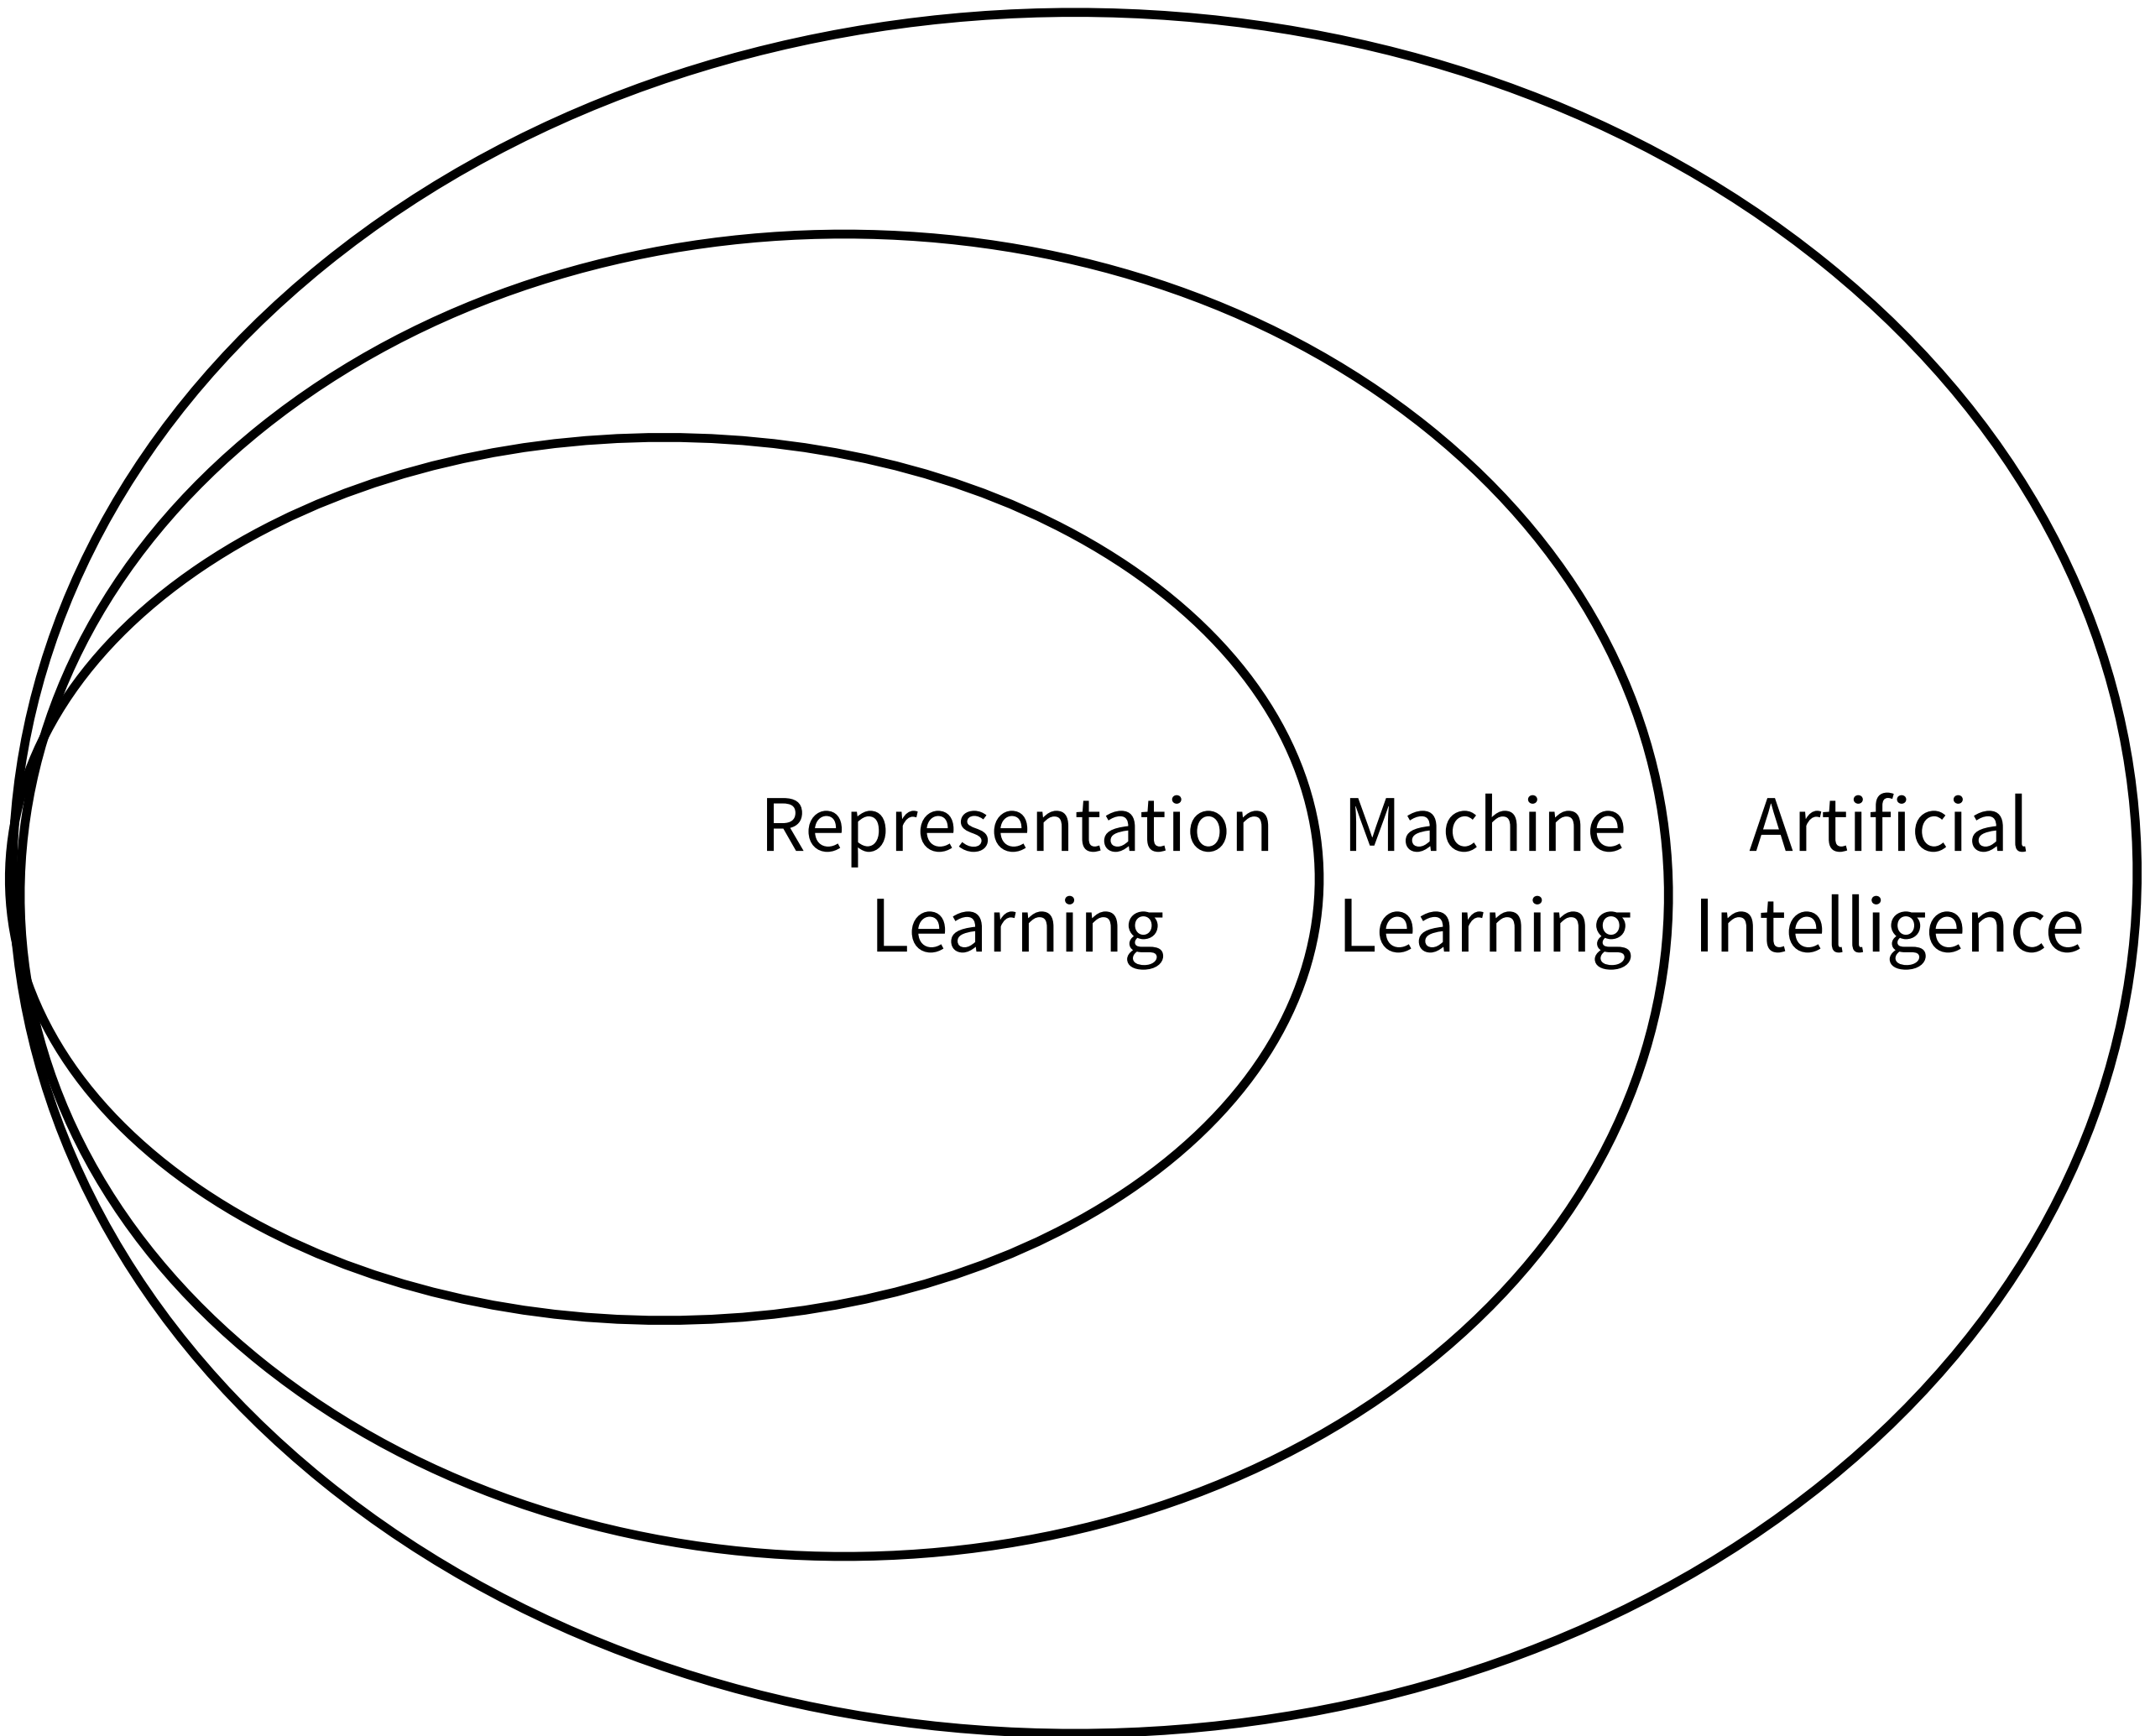 Representation
Learning
Machine
Learning
Artificial
Intelligence